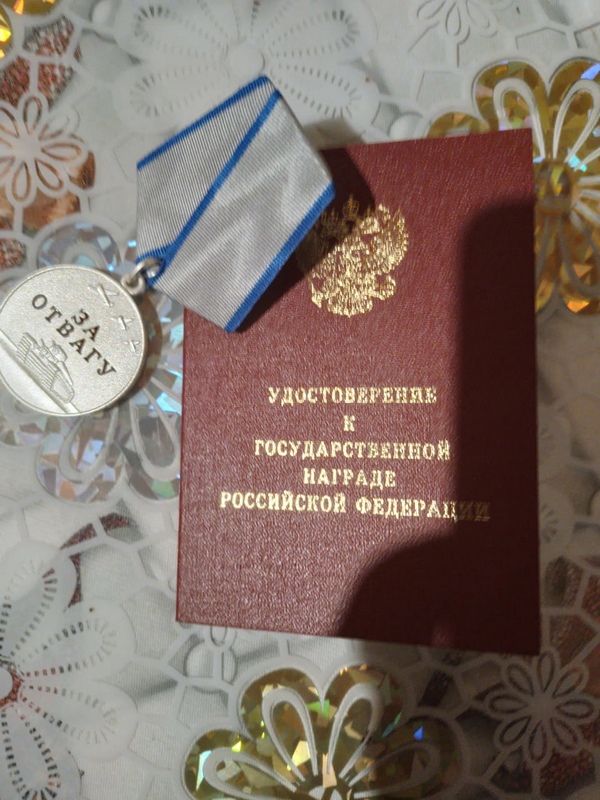 ЗА
ОТВАГУ
УДОСТОВЕРЕНИЕ
К
ГОСУДАРСТВЕННОЙ
НАГРАДЕ
РОССИЙСКОЙ ФЕДЕРАЦИИ